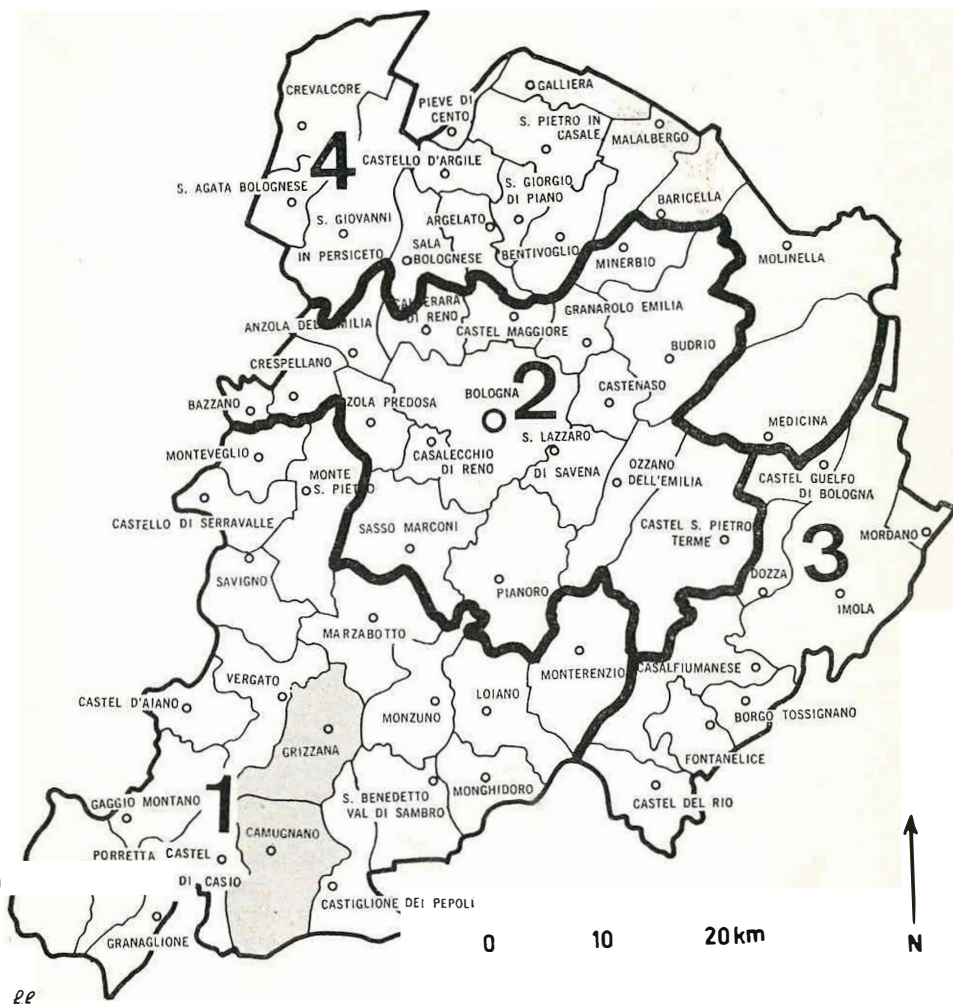 CREVALCORE
GALLIERA
PIEVE DI
CENTO
S. PIETRO IN
CASALE
MALALBERGO
4
CASTELLO D'ARGILE
S. AGATA BOLOGNESE
S. GIORGIO
DI PIANO
BARICELLA
S. GIOVANNI
IN PERSICETO
ARGELATO
SALA
BOLOGNESE
BENTIVOGLIO
MINERBIO
MOLINELLA
ANZOLA DELL'EMILIA
DI RENO
CASTEL MAGGIORE
GRANAROLO EMILIA
CRESPELLANO
BUDRIO
BAZZANO
ZOLA PREDOSA
BOLOGNA
2
CASTENASO
MEDICINA
MONTEVEGLIO
MONTE
S. PIETRO
CASALECCHIO
DI RENO
S. LAZZARO
DI SAVENA
OZZANO
DELL'EMILIA
CASTEL GUELFO
DI BOLOGNA
CASTELLO DI SERRAVALLE
SASSO MARCONI
CASTEL S. PIETRO
TERME
MORDANO
3
SAVIGNO
PIANORO
DOZZA
IMOLA
MARZABOTTO
MONTERENZIO
CASALFIUMANESE
VERGATO
CASTEL D'AIANO
MONZUNO
LOIANO
BORGO TOSSIGNANO
GRIZZANA
FONTANELICE
S. BENEDETTO
VAL DI SAMBRO
MONGHIDORO
CASTEL DEL RIO
GAGGIO MONTANO
1
CAMUGNANO
PORRETTA CASTEL
DI CASIO
CASTIGLIONE DEI PEPOLI
GRANAGLIONE
0 10 20 km
N